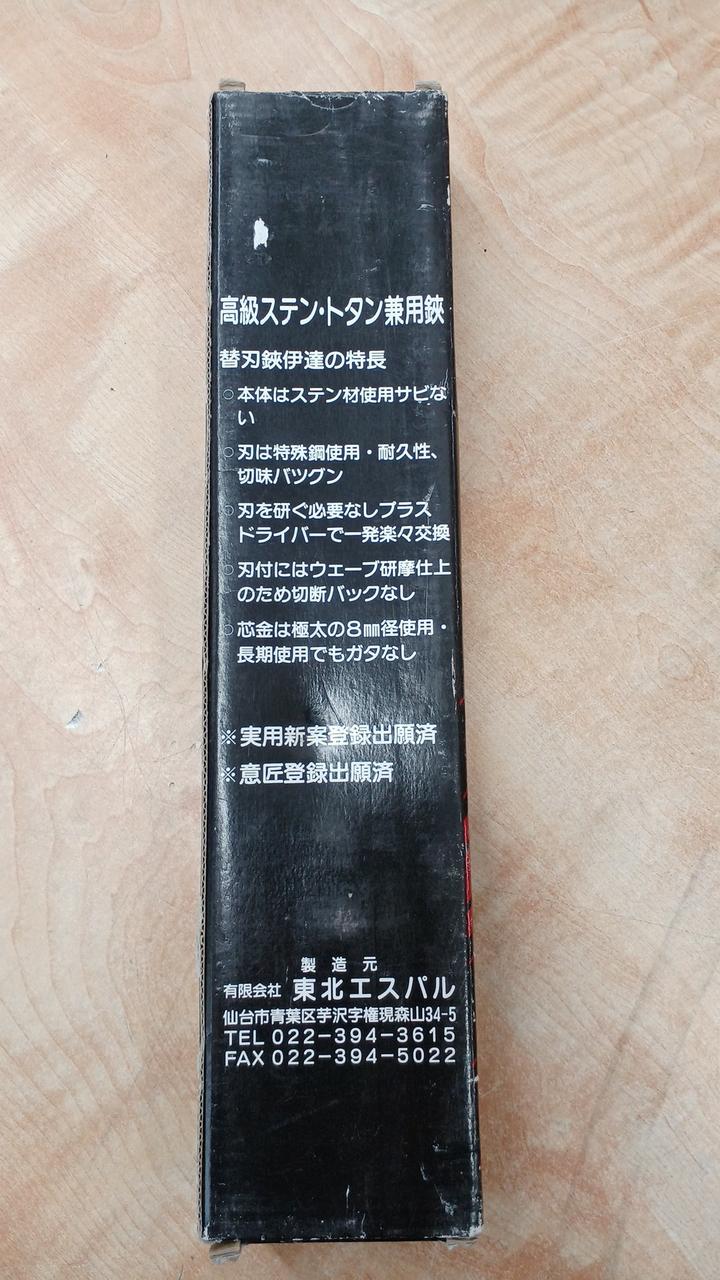 高級ステン・トタン兼用鋏
替刃鋏伊達の特長
○本体はステン材使用サビな
い
○刃は特殊鋼使用・耐久性、
切味バツグン
○刃を研ぐ必要なしプラス
ドライバーで一発楽々交換
○刃付にはウェーブ研摩仕上
のため切断バックなし
○芯金は極太の8㎜径使用・
長期使用でもガタなし
※実用新案登録出願済
※意匠登録出願済
製造元
有限会社 東北エスパル
仙台市青葉区芋沢字権現森山34-5
TEL 022-394-3615
FAX 022-394-5022